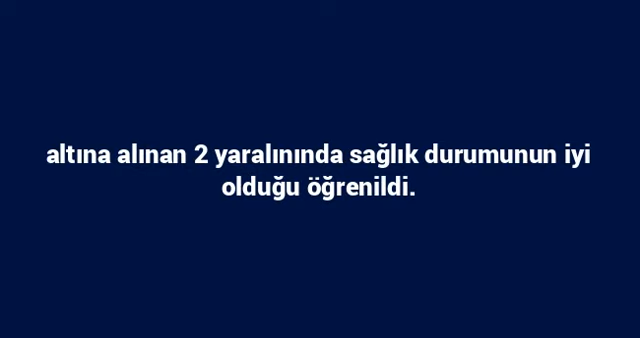 altına alınan 2 yaralınında sağlık durumunun iyi
olduğu öğrenildi.